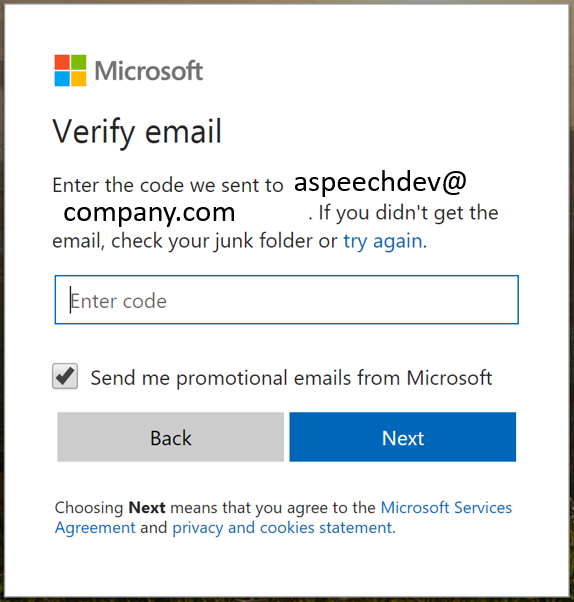 Microsoft
Verify email
Enter the code we sent to aspeechdev@
company.com . If you didn't get the
email, check your junk folder or try again.
Enter code
Send me promotional emails from Microsoft
Back Next
Choosing Next means that you agree to the Microsoft Services
Agreement and privacy and cookies statement.